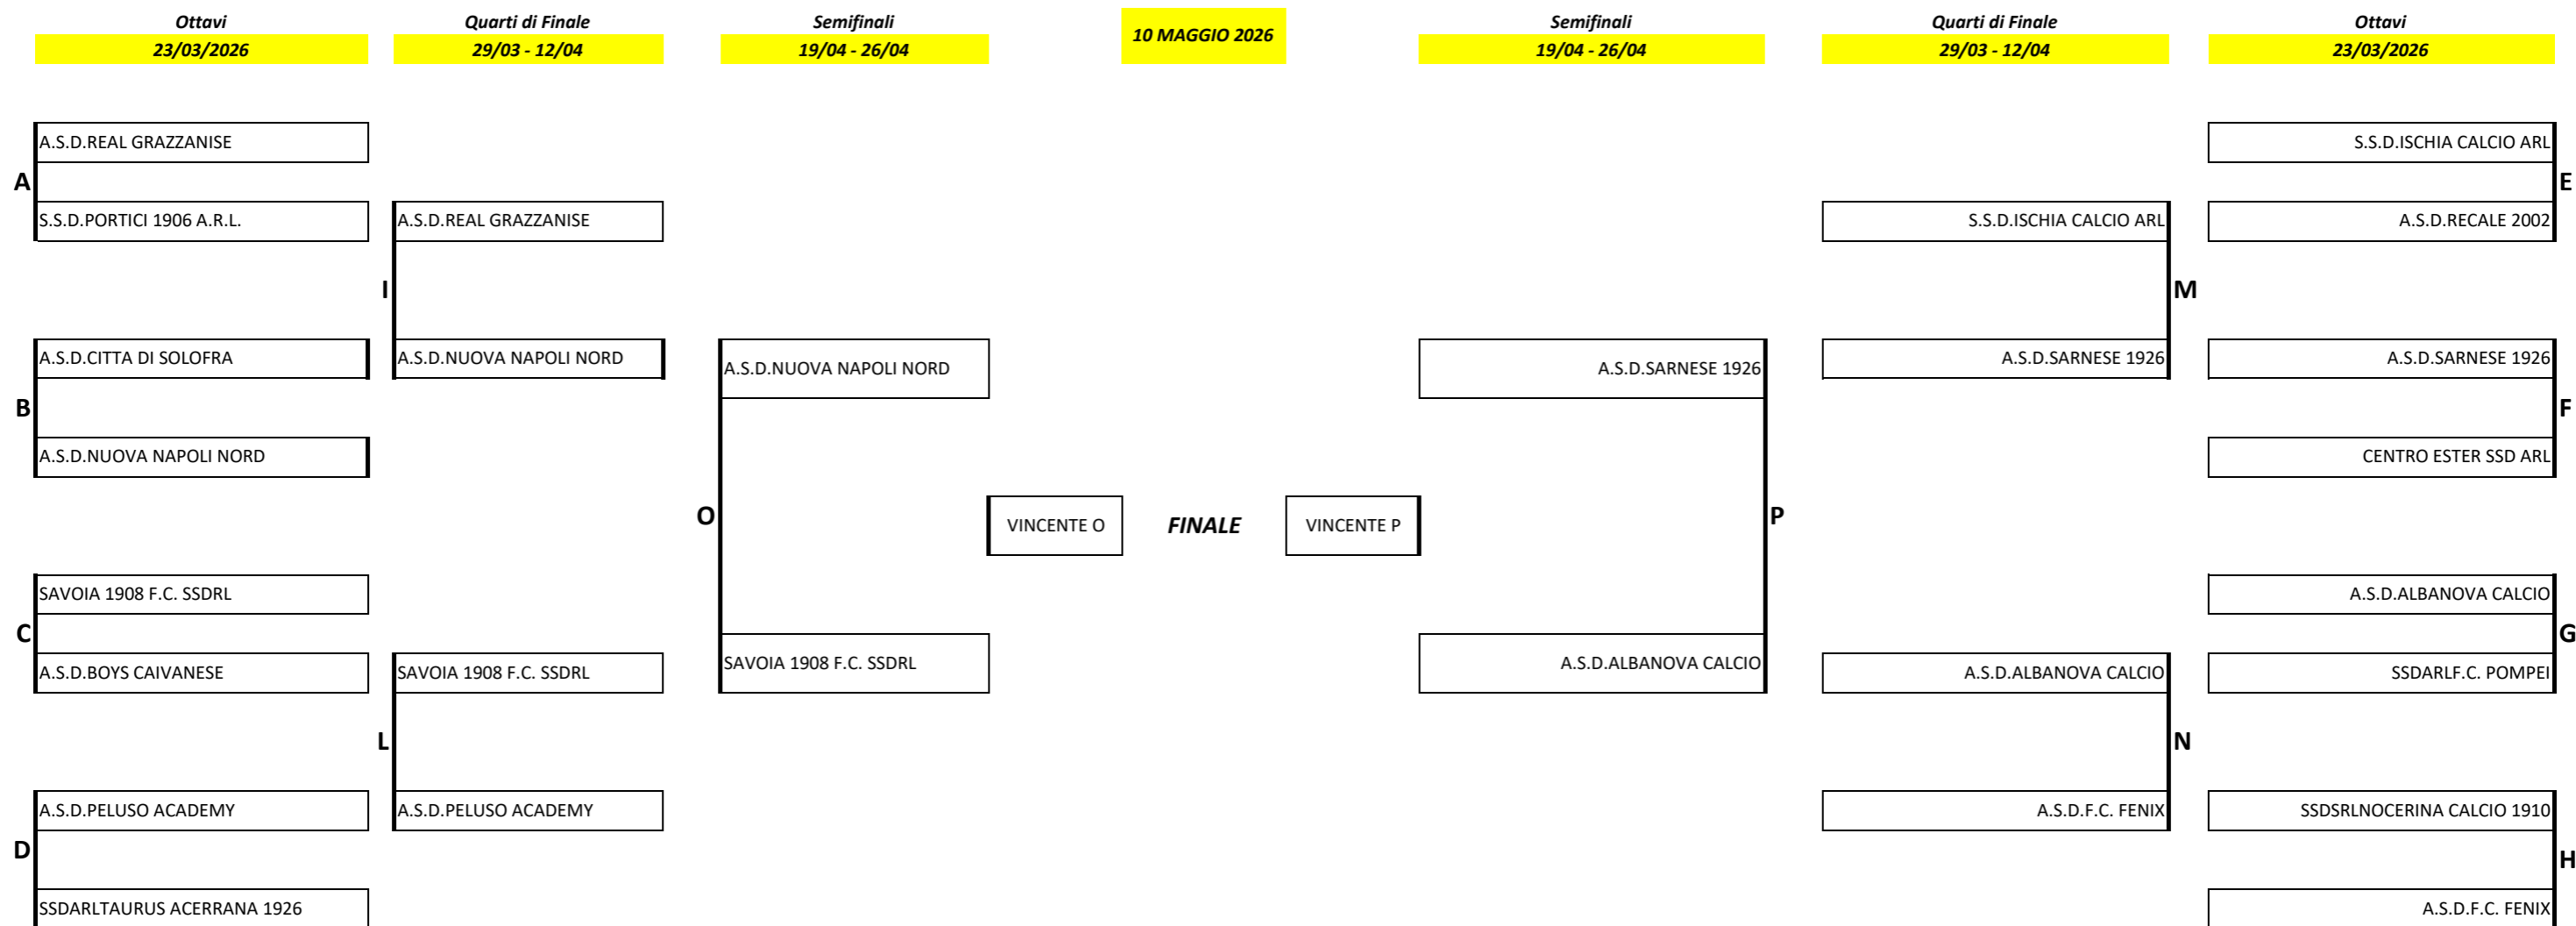 Ottavi
23/03/2026
Quarti di Finale
29/03 - 12/04
Semifinali
19/04 - 26/04
10 MAGGIO 2026
Semifinali
19/04 - 26/04
Quarti di Finale
29/03 - 12/04
Ottavi
23/03/2026
A
A.S.D.REAL GRAZZANISE
S.S.D.PORTICI 1906 A.R.L.
B
A.S.D.CITTA DI SOLOFRA
A.S.D.NUOVA NAPOLI NORD
C
SAVOIA 1908 F.C. SSDRL
A.S.D.BOYS CAIVANESE
D
A.S.D.PELUSO ACADEMY
SSDARLTAURUS ACERRANA 1926
I
A.S.D.REAL GRAZZANISE
A.S.D.NUOVA NAPOLI NORD
L
SAVOIA 1908 F.C. SSDRL
A.S.D.PELUSO ACADEMY
O
A.S.D.NUOVA NAPOLI NORD
SAVOIA 1908 F.C. SSDRL
VINCENTE O
FINALE
VINCENTE P
A.S.D.SARNESE 1926
A.S.D.ALBANOVA CALCIO
P
S.S.D.ISCHIA CALCIO ARL
A.S.D.SARNESE 1926
M
A.S.D.ALBANOVA CALCIO
A.S.D.F.C. FENIX
N
S.S.D.ISCHIA CALCIO ARL
A.S.D.RECALE 2002
E
A.S.D.SARNESE 1926
CENTRO ESTER SSD ARL
F
A.S.D.ALBANOVA CALCIO
SSDARLF.C. POMPEI
G
SSDSRLNOCERINA CALCIO 1910
A.S.D.F.C. FENIX
H